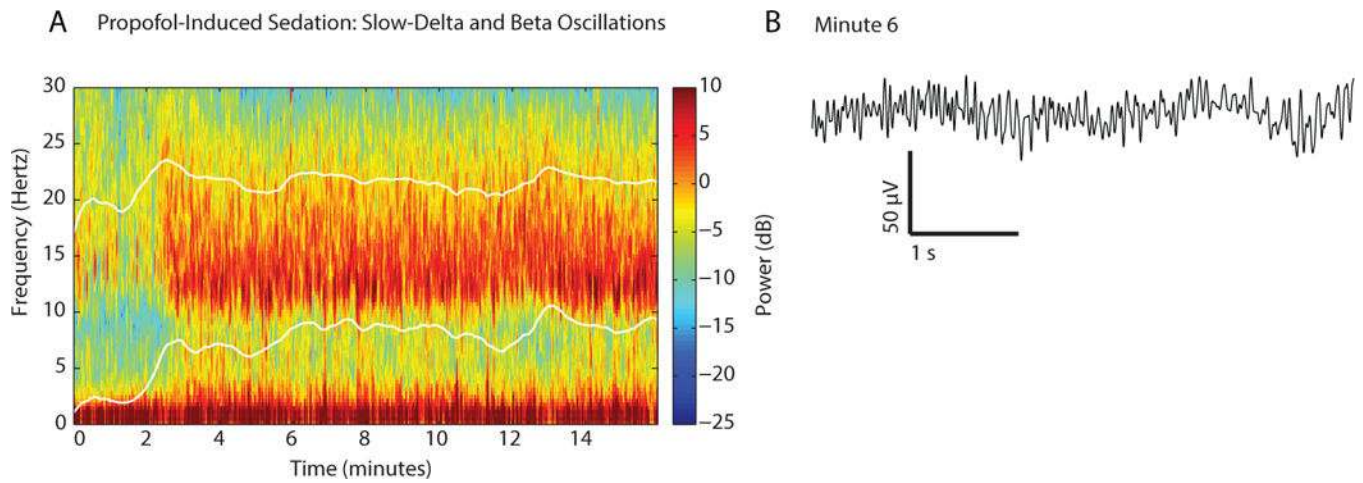 A Propofol-Induced Sedation: Slow-Delta and Beta Oscillations
30
25
20
15
10
5
0
Frequency (Hertz)
0 2 4 6 8 10 12 14
Time (minutes)
10
5
0
−5
−10
−15
−20
−25
Power (dB)
B Minute 6
50 µV
1 s